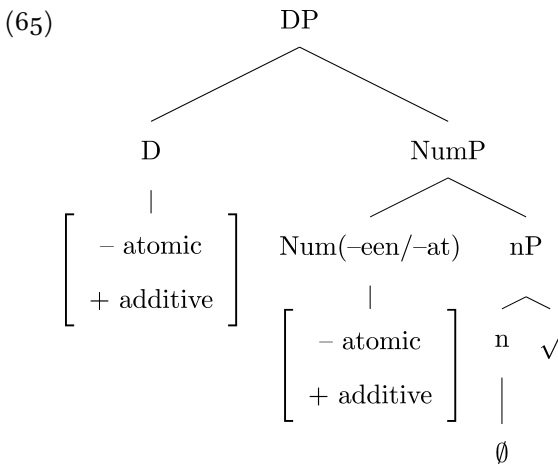 (65)
DP
D
NumP
– atomic
+ additive
Num(–een/–at)
nP
– atomic
+ additive
n
√
∅